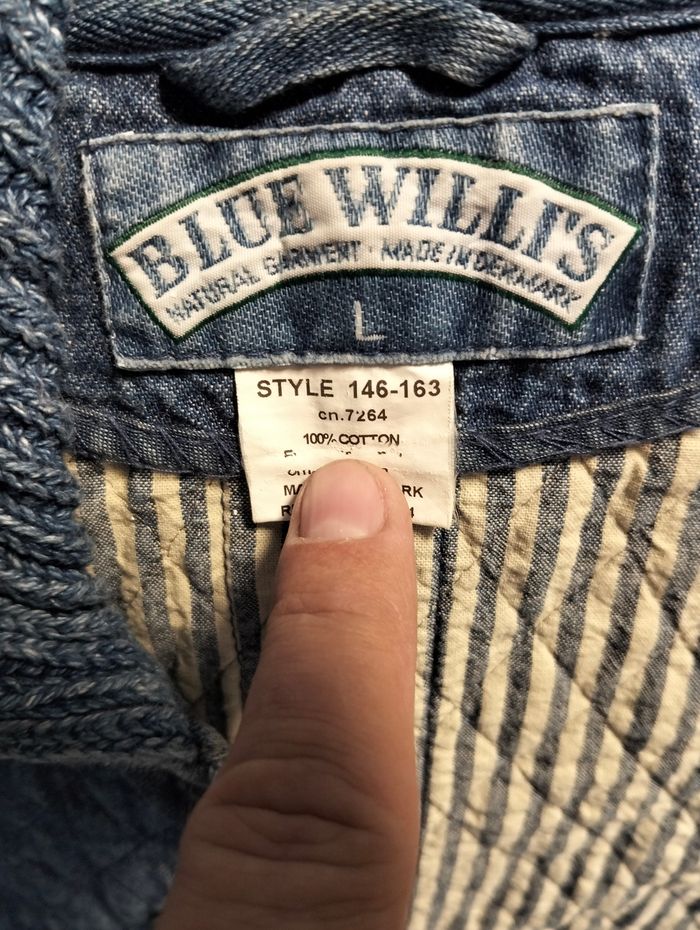 BLUE WILLI'S
NATURAL GARMENT · MADE IN DENMARK
L
STYLE 146-163
cn.7264
100% COTTON